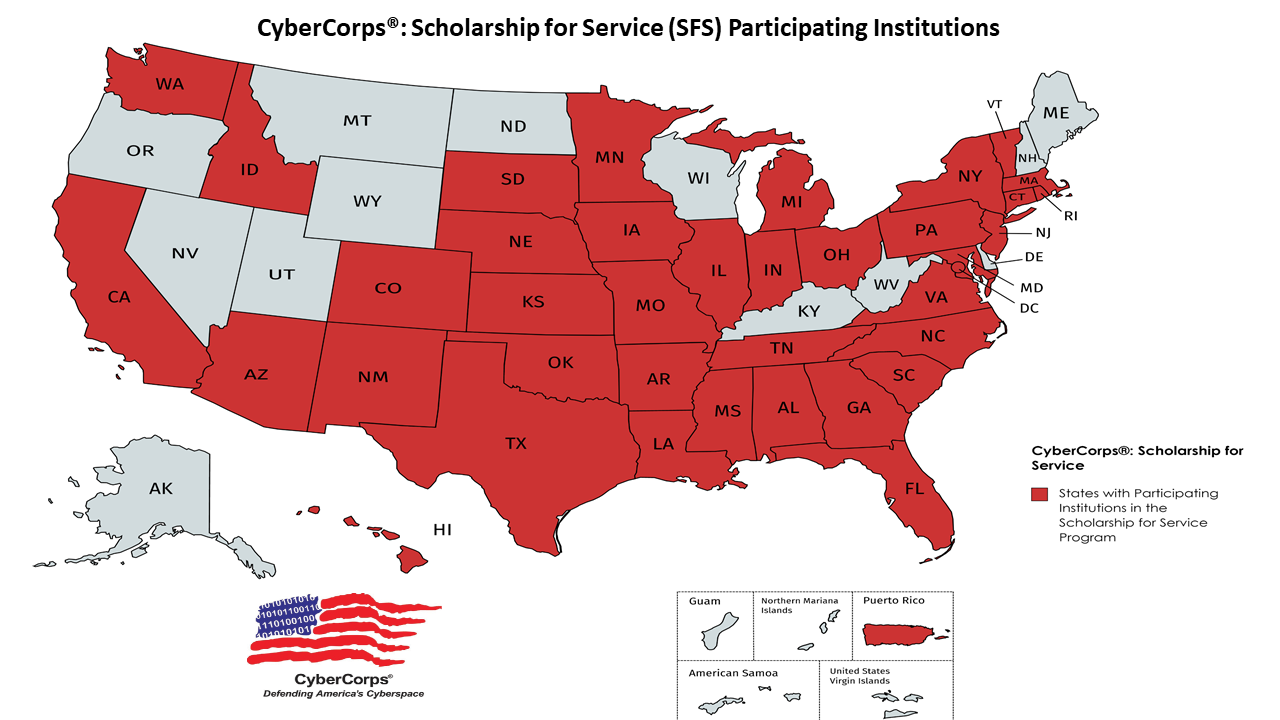 CyberCorps®: Scholarship for Service (SFS) Participating Institutions
WA
MT
ND
MN
VT
ME
OR
ID
SD
WI
NH
NY
MA
MI
WY
CT
RI
NE
IA
PA
NJ
NV
UT
CO
IL
IN
OH
DE
MD
WV
VA
DC
CA
KS
MO
KY
NC
TN
AZ
NM
OK
AR
SC
MS
AL
GA
TX
LA
FL
AK
HI
CyberCorps®: Scholarship for
Service
States with Participating
Institutions in the
Scholarship for Service
Program
1010101010
11010110011
1110100100
101010101
CyberCorps®
Defending America's Cyberspace
Guam
Northern Mariana
Islands
Puerto Rico
American Samoa
United States
Virgin Islands